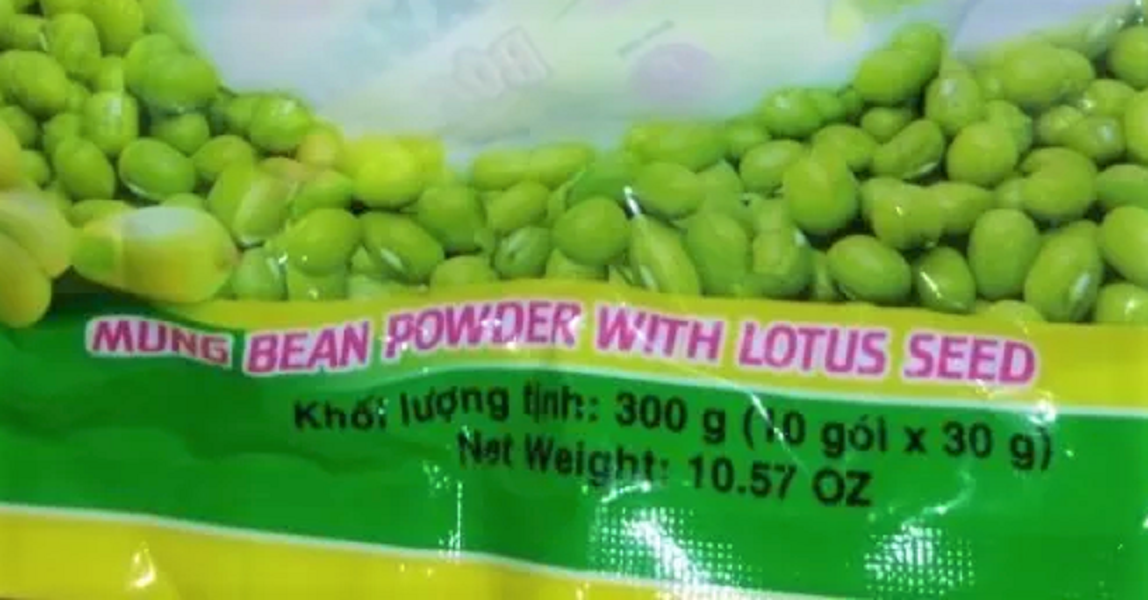 MUNG BEAN POWDER WITH LOTUS SEED
Khối lượng tịnh: 300 g (10 gói x 30 g)
Net Weight: 10.57 OZ